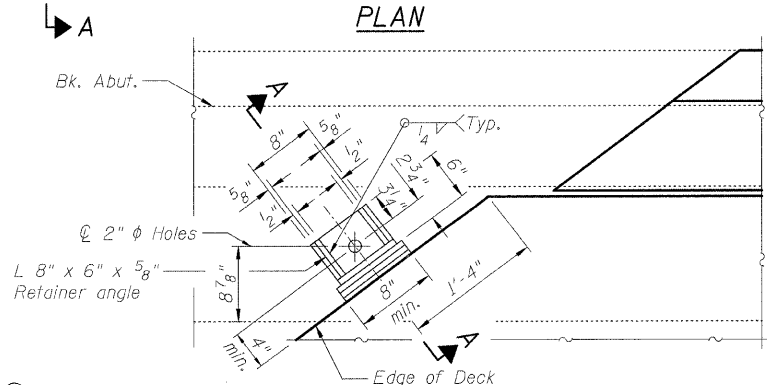 A
PLAN
Bk. Abut.
A
5/8"
8"
1/2"
5/8"
1/2"
1/4 Typ.
6"
2 3/4"
3/4"
℄ 2" ϕ Holes
L 8" x 6" x 5/8"
Retainer angle
8 7/8"
8"
min.
1'-4"
4"
min.
A
Edge of Deck